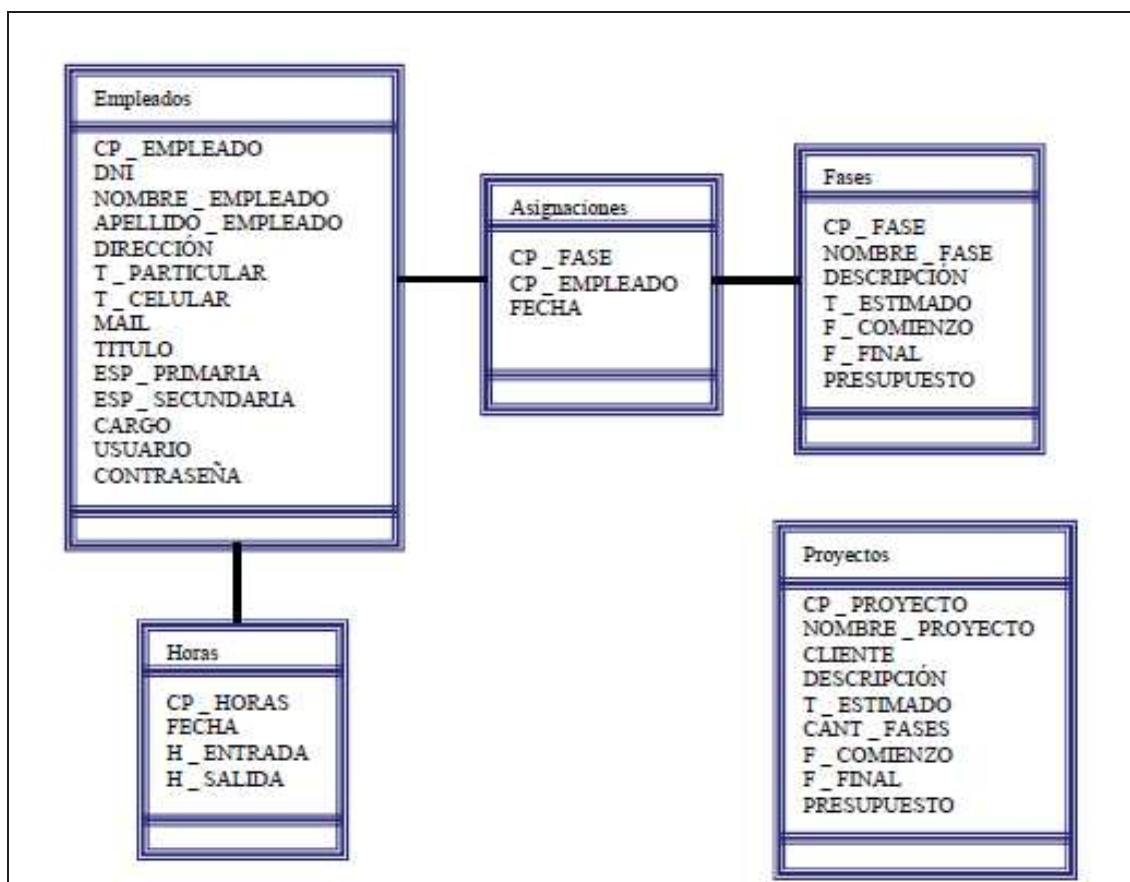 Empleados
CP _ EMPLEADO
DNI
NOMBRE _ EMPLEADO
APELLIDO _ EMPLEADO
DIRECCIÓN
T _ PARTICULAR
T _ CELULAR
MAIL
TITULO
ESP _ PRIMARIA
ESP _ SECUNDARIA
CARGO
USUARIO
CONTRASEÑA
Asignaciones
CP _ FASE
CP _ EMPLEADO
FECHA
Fases
CP _ FASE
NOMBRE _ FASE
DESCRIPCIÓN
T _ ESTIMADO
F _ COMIENZO
F _ FINAL
PRESUPUESTO
Horas
CP _ HORAS
FECHA
H _ ENTRADA
H _ SALIDA
Proyectos
CP _ PROYECTO
NOMBRE _ PROYECTO
CLIENTE
DESCRIPCIÓN
T _ ESTIMADO
CANT _ FASES
F _ COMIENZO
F _ FINAL
PRESUPUESTO